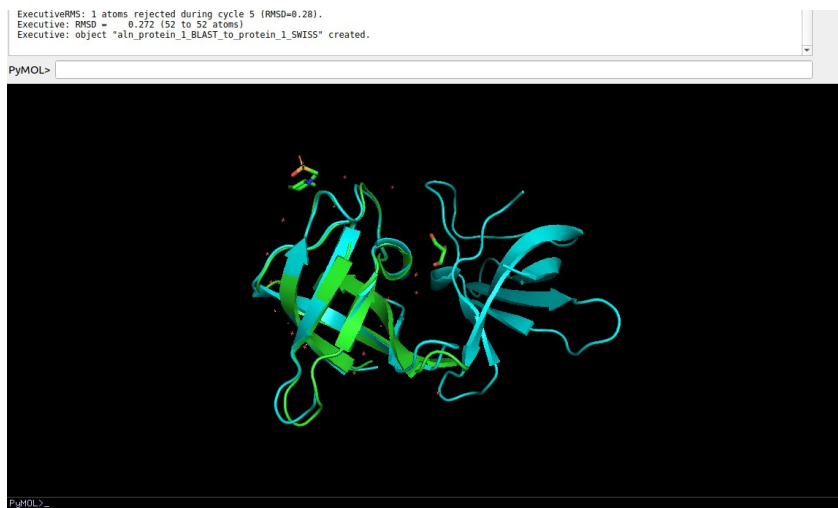 ExecutiveRMS: 1 atoms rejected during cycle 5 (RMSD=0.28).
Executive: RMSD =    0.272 (52 to 52 atoms)
Executive: object "aln_protein_1_BLAST_to_protein_1_SWISS" created.
PyMOL>
PyMOL>_